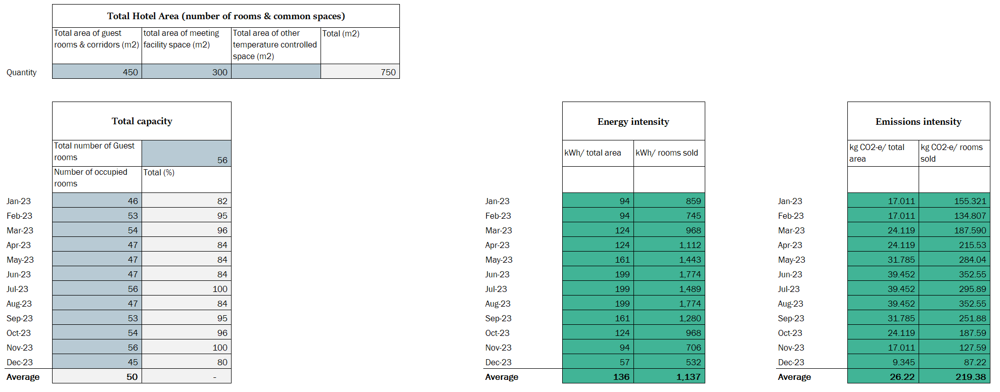 Total Hotel Area (number of rooms & common spaces)
Total area of guest rooms & corridors (m2) total area of meeting facility space (m2) Total area of other temperature controlled space (m2) Total (m2)
Quantity 450 300 750
Total capacity
Total number of Guest rooms 56
Number of occupied rooms Total (%)
Jan-23 46 82
Feb-23 53 95
Mar-23 54 96
Apr-23 47 84
May-23 47 84
Jun-23 47 84
Jul-23 56 100
Aug-23 47 84
Sep-23 53 95
Oct-23 54 96
Nov-23 56 100
Dec-23 45 80
Average 50 -
Energy intensity
kWh/ total area kWh/ rooms sold
Jan-23 94 859
Feb-23 94 745
Mar-23 124 968
Apr-23 124 1,112
May-23 161 1,443
Jun-23 199 1,774
Jul-23 199 1,489
Aug-23 199 1,774
Sep-23 161 1,280
Oct-23 124 968
Nov-23 94 706
Dec-23 57 532
Average 136 1,137
Emissions intensity
kg CO2-e/ total area kg CO2-e/ rooms sold
Jan-23 17.011 155.321
Feb-23 17.011 134.807
Mar-23 24.119 187.590
Apr-23 24.119 215.53
May-23 31.785 284.04
Jun-23 39.452 352.55
Jul-23 39.452 295.89
Aug-23 39.452 352.55
Sep-23 31.785 251.88
Oct-23 24.119 187.59
Nov-23 17.011 127.59
Dec-23 9.345 87.22
Average 26.22 219.38